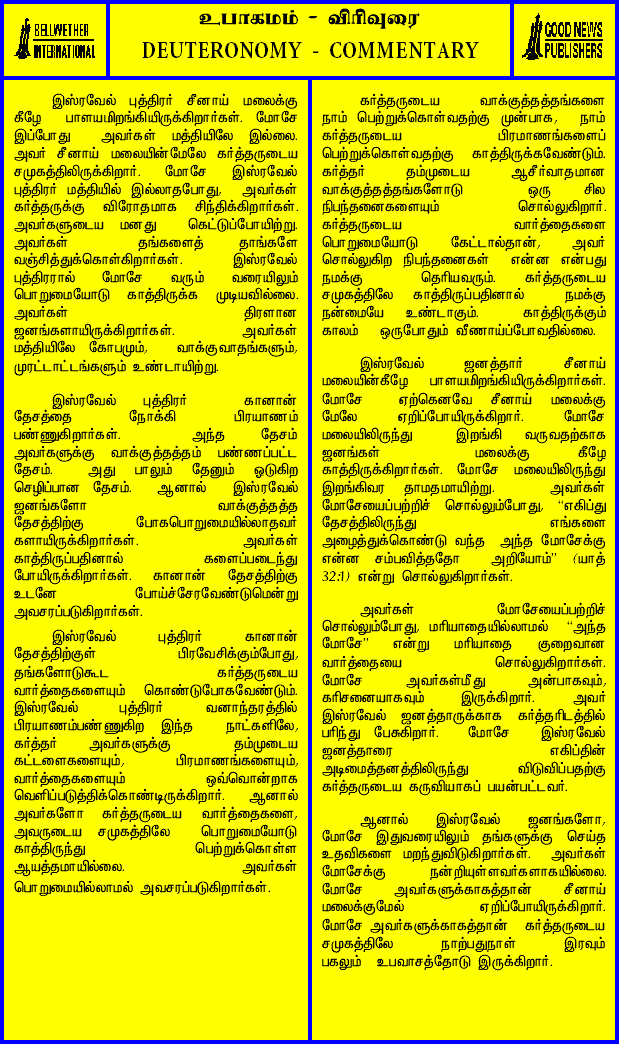 BELLWETHER
INTERNATIONAL
உபாகமம் - விரிவுரை
DEUTERONOMY - COMMENTARY
GOOD NEWS
PUBLISHERS
இஸ்ரவேல் புத்திரர் சீனாய் மலைக்கு
கீழே பாளயமிறங்கியிருக்கிறார்கள். மோசே
இப்போது அவர்கள் மத்தியிலே இல்லை.
அவர் சீனாய் மலையின்மேலே கர்த்தருடைய
சமுகத்திலிருக்கிறார். மோசே இஸ்ரவேல்
புத்திரர் மத்தியில் இல்லாதபோது, அவர்கள்
கர்த்தருக்கு விரோதமாக சிந்திக்கிறார்கள்.
அவர்களுடைய மனது கெட்டுப்போயிற்று.
அவர்கள் தங்களைத் தாங்களே
வஞ்சித்துக்கொள்கிறார்கள். இஸ்ரவேல்
புத்திரரால் மோசே வரும் வரையிலும்
பொறுமையோடு காத்திருக்க முடியவில்லை.
அவர்கள் திரளான
ஜனங்களாயிருக்கிறார்கள். அவர்கள்
மத்தியிலே கோபமும், வாக்குவாதங்களும்,
முரட்டாட்டங்களும் உண்டாயிற்று.
இஸ்ரவேல் புத்திரர் கானான்
தேசத்தை நோக்கி பிரயாணம்
பண்ணுகிறார்கள். அந்த தேசம்
அவர்களுக்கு வாக்குத்தத்தம் பண்ணப்பட்ட
தேசம். அது பாலும் தேனும் ஓடுகிற
செழிப்பான தேசம். ஆனால் இஸ்ரவேல்
ஜனங்களோ வாக்குத்தத்த
தேசத்திற்கு போகபொறுமையில்லாதவர்
களாயிருக்கிறார்கள். அவர்கள்
காத்திருப்பதினால் களைப்படைந்து
போயிருக்கிறார்கள். கானான் தேசத்திற்கு
உடனே போய்ச்சேரவேண்டுமென்று
அவசரப்படுகிறார்கள்.
இஸ்ரவேல் புத்திரர் கானான்
தேசத்திற்குள் பிரவேசிக்கும்போது,
தங்களோடுகூட கர்த்தருடைய
வார்த்தைகளையும் கொண்டுபோகவேண்டும்.
இஸ்ரவேல் புத்திரர் வனாந்தரத்தில்
பிரயாணம்பண்ணுகிற இந்த நாட்களிலே,
கர்த்தர் அவர்களுக்கு தம்முடைய
கட்டளைகளையும், பிரமாணங்களையும்,
வார்த்தைகளையும் ஒவ்வொன்றாக
வெளிப்படுத்திக்கொண்டிருக்கிறார். ஆனால்
அவர்களோ கர்த்தருடைய வார்த்தைகளை,
அவருடைய சமுகத்திலே பொறுமையோடு
காத்திருந்து பெற்றுக்கொள்ள
ஆயத்தமாயில்லை. அவர்கள்
பொறுமையில்லாமல் அவசரப்படுகிறார்கள்.
கர்த்தருடைய வாக்குத்தத்தங்களை
நாம் பெற்றுக்கொள்வதற்கு முன்பாக, நாம்
கர்த்தருடைய பிரமாணங்களைப்
பெற்றுக்கொள்வதற்கு காத்திருக்கவேண்டும்.
கர்த்தர் தம்முடைய ஆசீர்வாதமான
வாக்குத்தத்தங்களோடு ஒரு சில
நிபந்தனைகளையும் சொல்லுகிறார்.
கர்த்தருடைய வார்த்தைகளை
பொறுமையோடு கேட்டால்தான், அவர்
சொல்லுகிற நிபந்தனைகள் என்ன என்பது
நமக்கு தெரியவரும். கர்த்தருடைய
சமுகத்திலே காத்திருப்பதினால் நமக்கு
நன்மையே உண்டாகும். காத்திருக்கும்
காலம் ஒருபோதும் வீணாய்ப்போவதில்லை.
இஸ்ரவேல் ஜனத்தார் சீனாய்
மலையின்கீழே பாளயமிறங்கியிருக்கிறார்கள்.
மோசே ஏற்கெனவே சீனாய் மலைக்கு
மேலே ஏறிப்போயிருக்கிறார். மோசே
மலையிலிருந்து இறங்கி வருவதற்காக
ஜனங்கள் மலைக்கு கீழே
காத்திருக்கிறார்கள். மோசே மலையிலிருந்து
இறங்கிவர தாமதமாயிற்று. அவர்கள்
மோசேயைப்பற்றிச் சொல்லும்போது, "எகிப்து
தேசத்திலிருந்து எங்களை
அழைத்துக்கொண்டு வந்த அந்த மோசேக்கு
என்ன சம்பவித்ததோ அறியோம்" (யாத்
32:1) என்று சொல்லுகிறார்கள்.
அவர்கள் மோசேயைப்பற்றிச்
சொல்லும்போது, மரியாதையில்லாமல் "அந்த
மோசே" என்று மரியாதை குறைவான
வார்த்தையை சொல்லுகிறார்கள்.
மோசே அவர்கள்மீது அன்பாகவும்,
கரிசனையாகவும் இருக்கிறார். அவர்
இஸ்ரவேல் ஜனத்தாருக்காக கர்த்தரிடத்தில்
பரிந்து பேசுகிறார். மோசே இஸ்ரவேல்
ஜனத்தாரை எகிப்தின்
அடிமைத்தனத்திலிருந்து விடுவிப்பதற்கு
கர்த்தருடைய கருவியாகப் பயன்பட்டவர்.
ஆனால் இஸ்ரவேல் ஜனங்களோ,
மோசே இதுவரையிலும் தங்களுக்கு செய்த
உதவிகளை மறந்துவிடுகிறார்கள். அவர்கள்
மோசேக்கு நன்றியுள்ளவர்களாகயில்லை.
மோசே அவர்களுக்காகத்தான் சீனாய்
மலைக்குமேல் ஏறிப்போயிருக்கிறார்.
மோசே அவர்களுக்காகத்தான் கர்த்தருடைய
சமுகத்திலே நாற்பதுநாள் இரவும்
பகலும் உபவாசத்தோடு இருக்கிறார்.